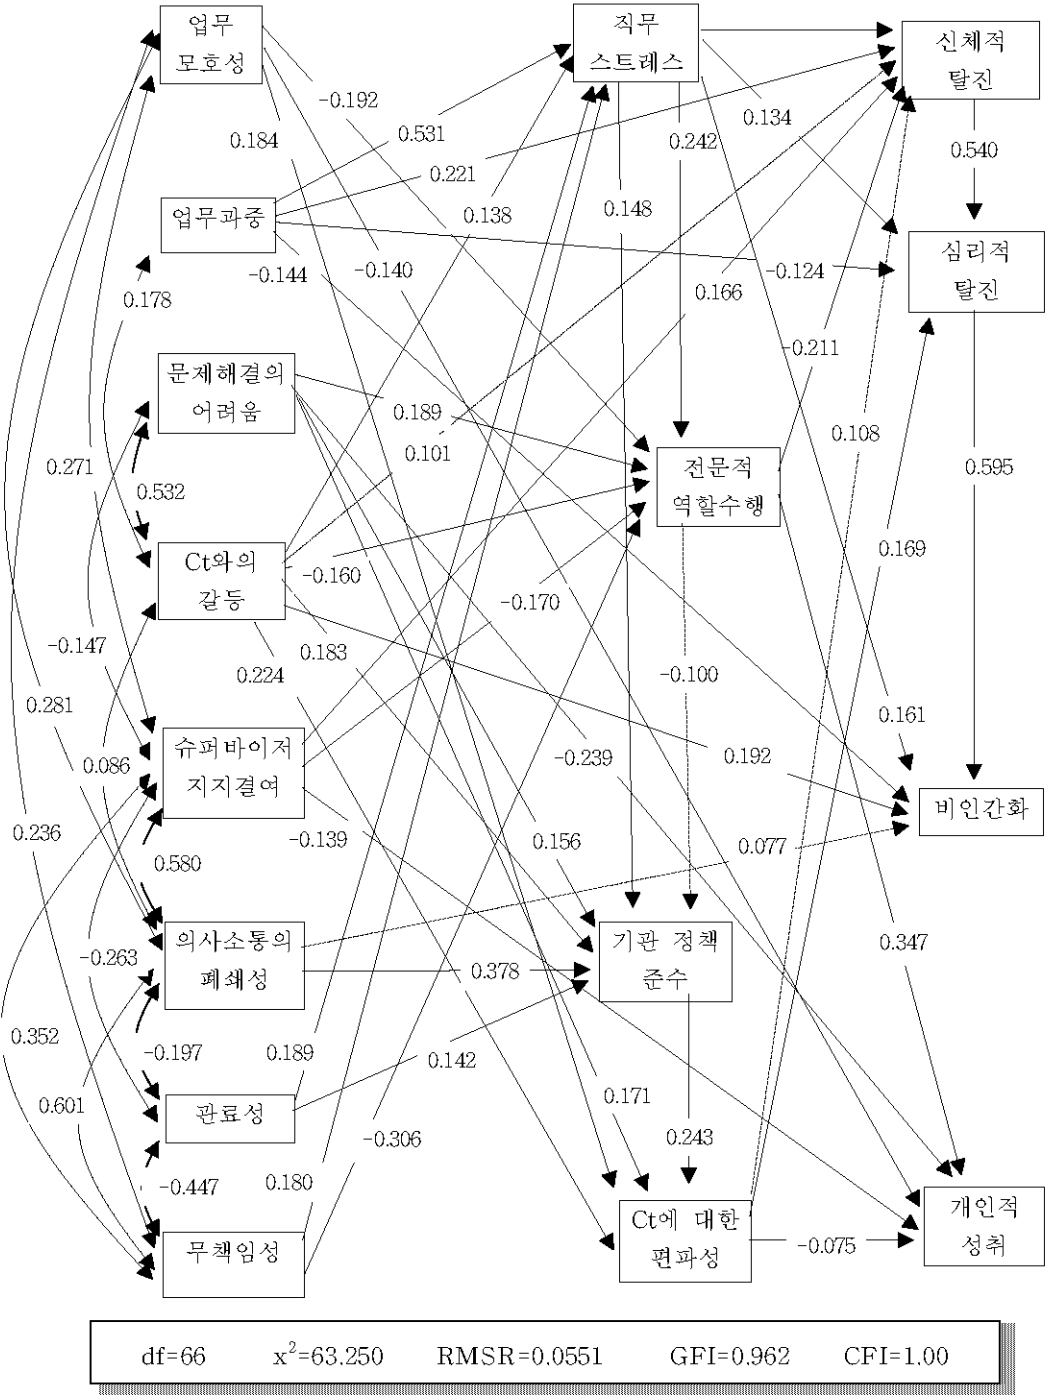 업무
모호성
직무
스트레스
신체적
탈진
-0.192
0.184
0.531
0.134
0.242
0.540
0.221
업무과중
0.138
0.148
심리적
탈진
-0.144
-0.140
-0.124
0.178
0.166
-0.211
문제해결의
어려움
0.189
0.108
0.101
0.271
0.532
전문적
역할수행
0.595
Ct와의
갈등
0.169
-0.160
-0.170
-0.147
0.183
0.224
-0.100
0.281
0.161
슈퍼바이저
지지결여
0.086
-0.239
0.192
비인간화
0.236
-0.139
0.156
0.077
0.580
의사소통의
폐쇄성
기관 정책
준수
-0.263
0.378
0.347
0.352
-0.197
0.189
0.142
0.601
관료성
0.171
-0.306
0.243
-0.447
0.180
Ct에 대한
편파성
개인적
성취
무책임성
-0.075
df=66 x²=63.250 RMSR=0.0551 GFI=0.962 CFI=1.00